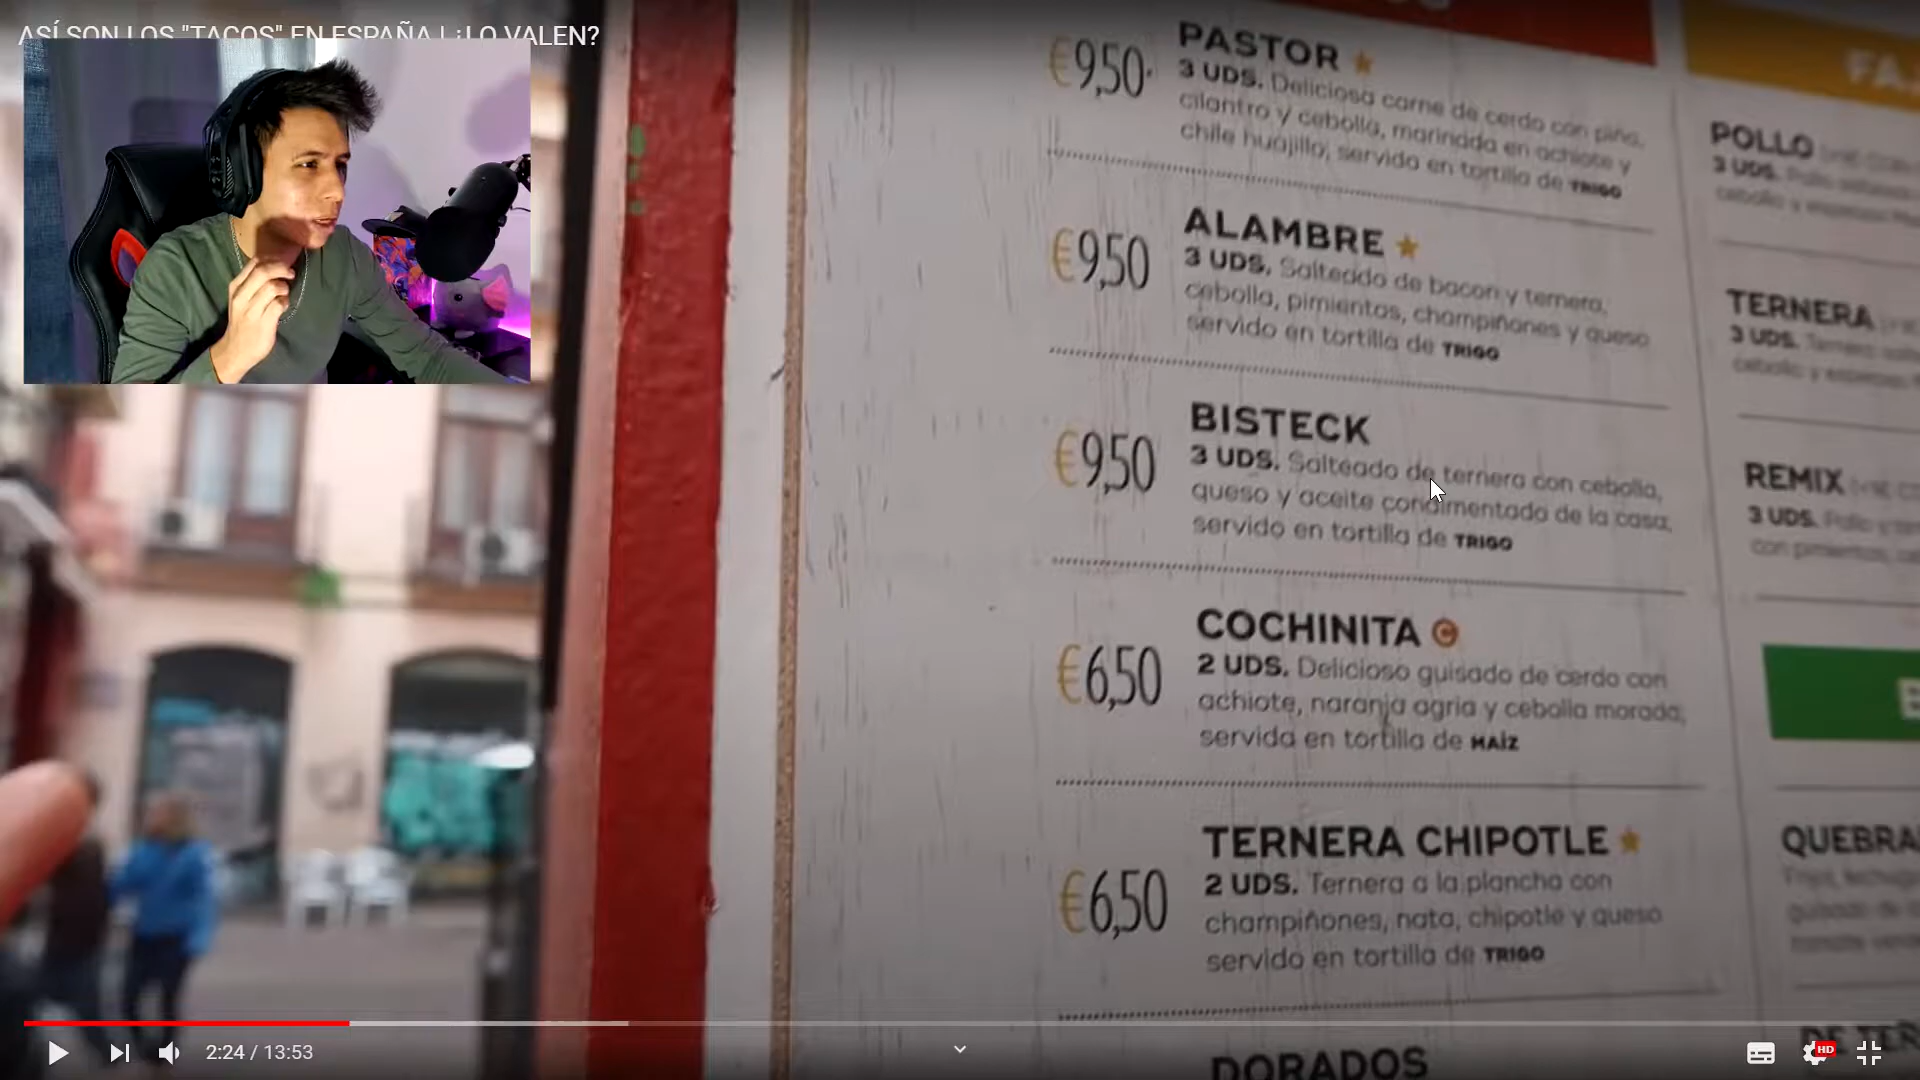 ASÍ SON LOS "TACOS" EN ESPAÑA | ¿LO VALEN?
€9,50
PASTOR
3 UDS. Deliciosa carne de cerdo con piña,
cilantro y cebolla, marinada en achiote y
chile huajillo, servida en tortilla de TRIGO
€9,50
ALAMBRE
3 UDS. Salteado de bacon y ternera,
cebolla, pimientos, champiñones y queso
servido en tortilla de TRIGO
€9,50
BISTECK
3 UDS. Salteado de ternera con cebolla,
queso y aceite condimentado de la casa,
servido en tortilla de TRIGO
€6,50
COCHINITA C
2 UDS. Delicioso guisado de cerdo con
achiote, naranja agria y cebolla morada,
servida en tortilla de MAÍZ
€6,50
TERNERA CHIPOTLE
2 UDS. Ternera a la plancha con
champiñones, nata, chipotle y queso
servido en tortilla de TRIGO
DORADOS
FAJ
POLLO
3 UDS.
TERNERA
3 UDS.
REMIX
3 UDS.
QUEBRA
2:24 / 13:53
HD